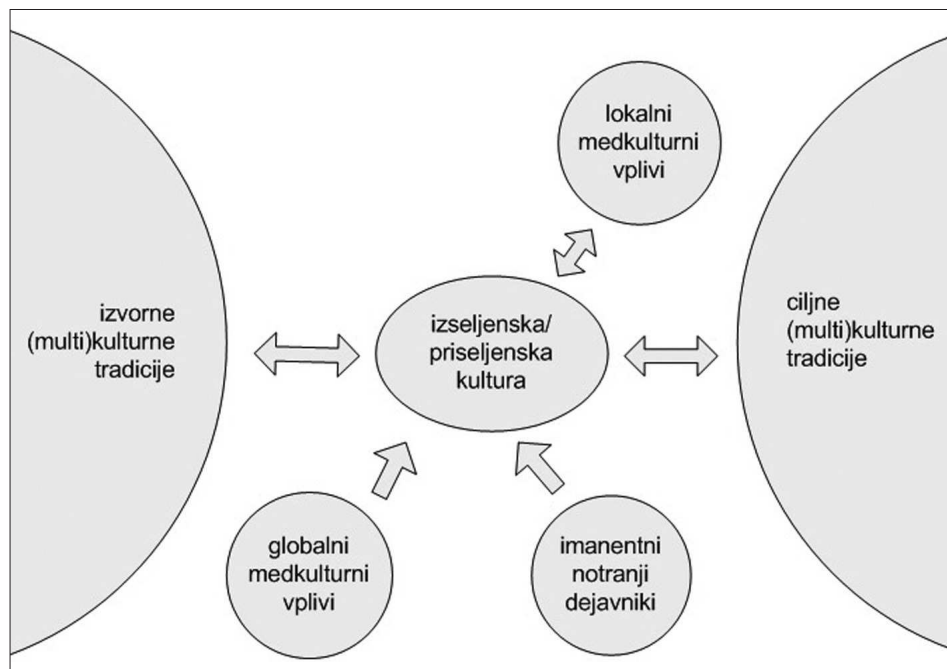 lokalni
medkulturni
vplivi
izvorne
(multi)kulturne
tradicije
izseljenska/
priseljenska
kultura
ciljne
(multi)kulturne
tradicije
globalni
medkulturni
vplivi
imanentni
notranji
dejavniki